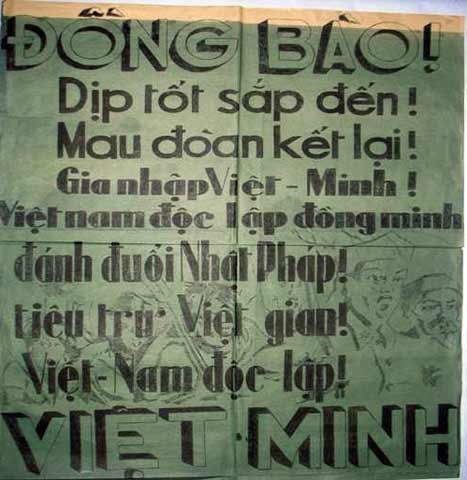 ĐỒNG BÀO!
Dịp tốt sắp đến!
Mau đòan kết lại!
Gia nhập Việt-Minh!
Việt nam độc lập đồng minh
đánh đuổi Nhật Pháp!
tiêu trừ Việt gian!
Việt-Nam độc lập!
VIỆT MINH